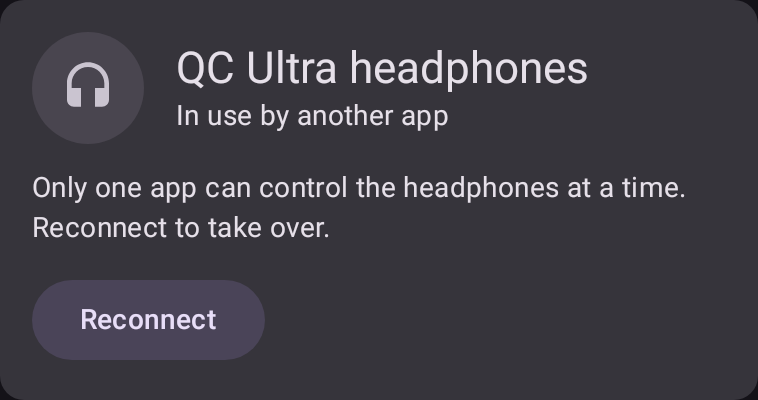 QC Ultra headphones
In use by another app
Only one app can control the headphones at a time.
Reconnect to take over.
Reconnect